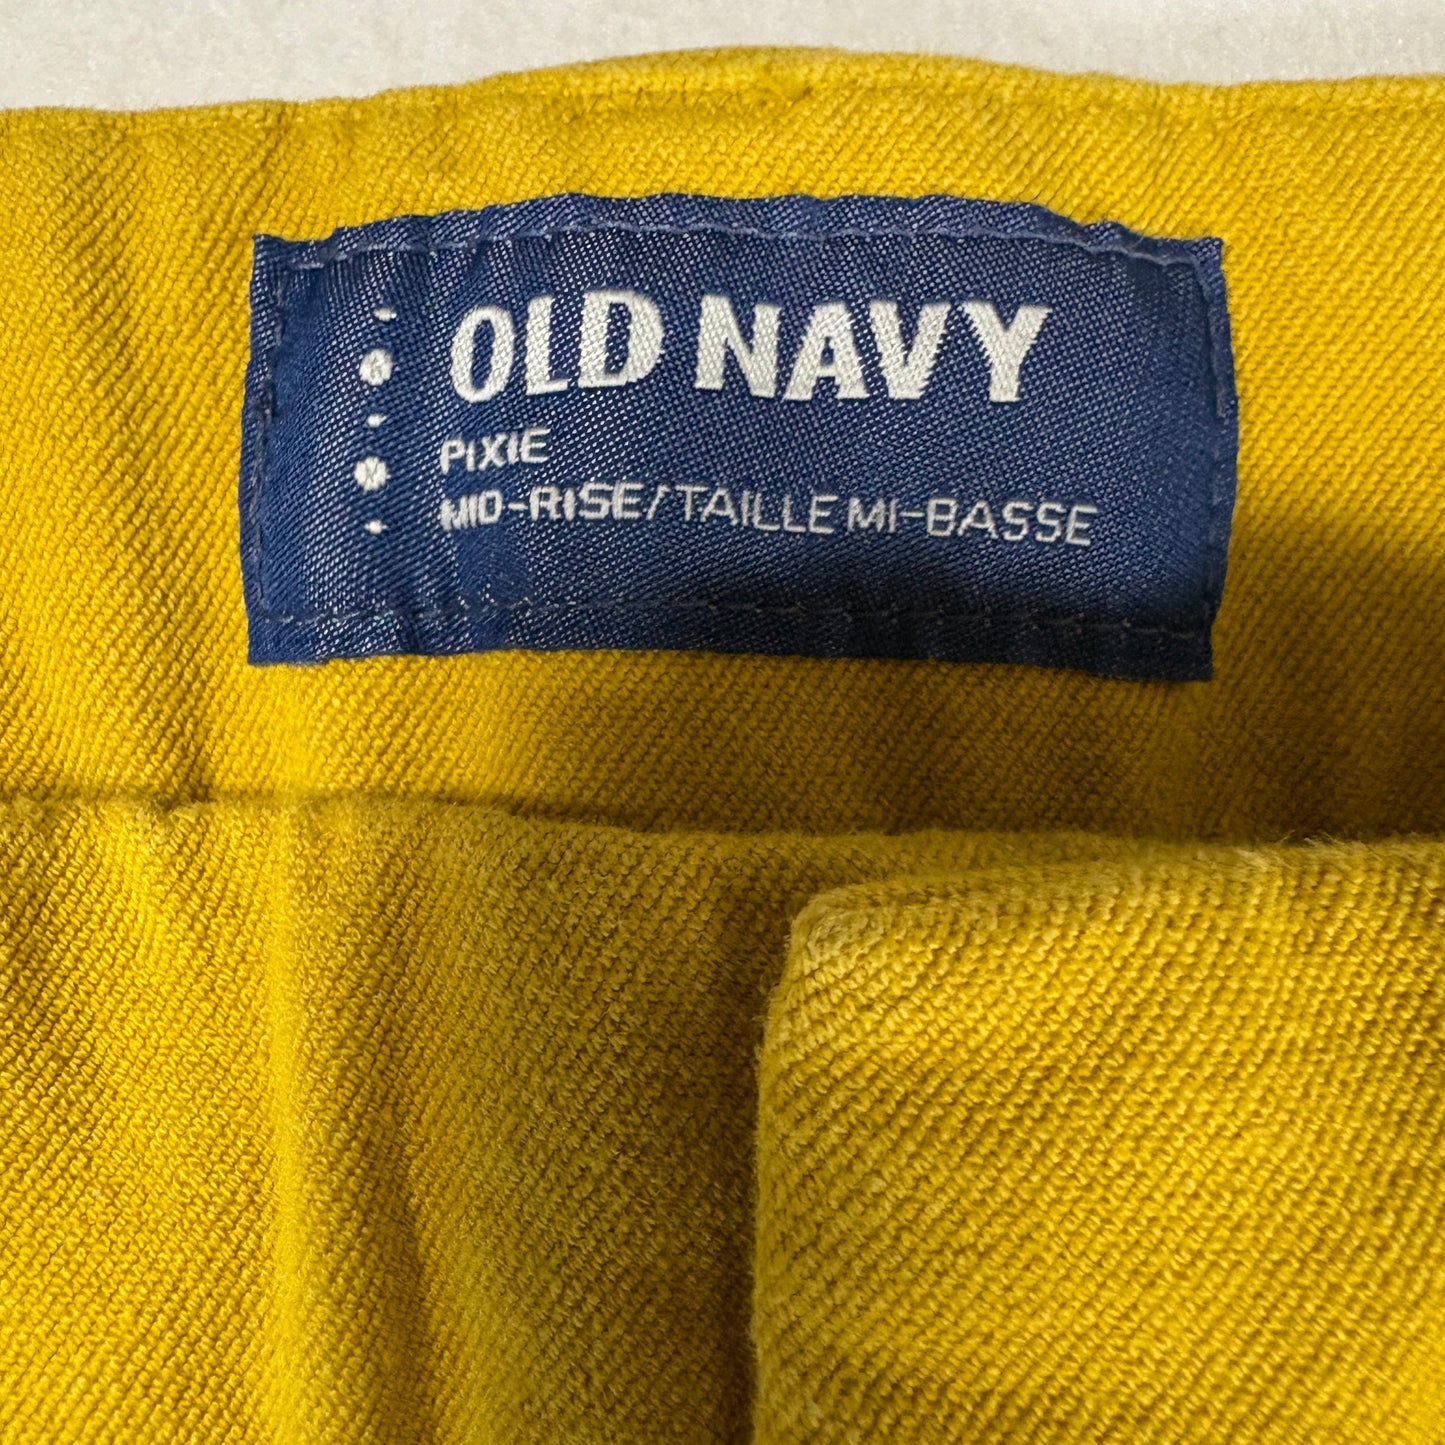 OLD NAVY
PIXIE
MID-RISE/TAILLE MI-BASSE